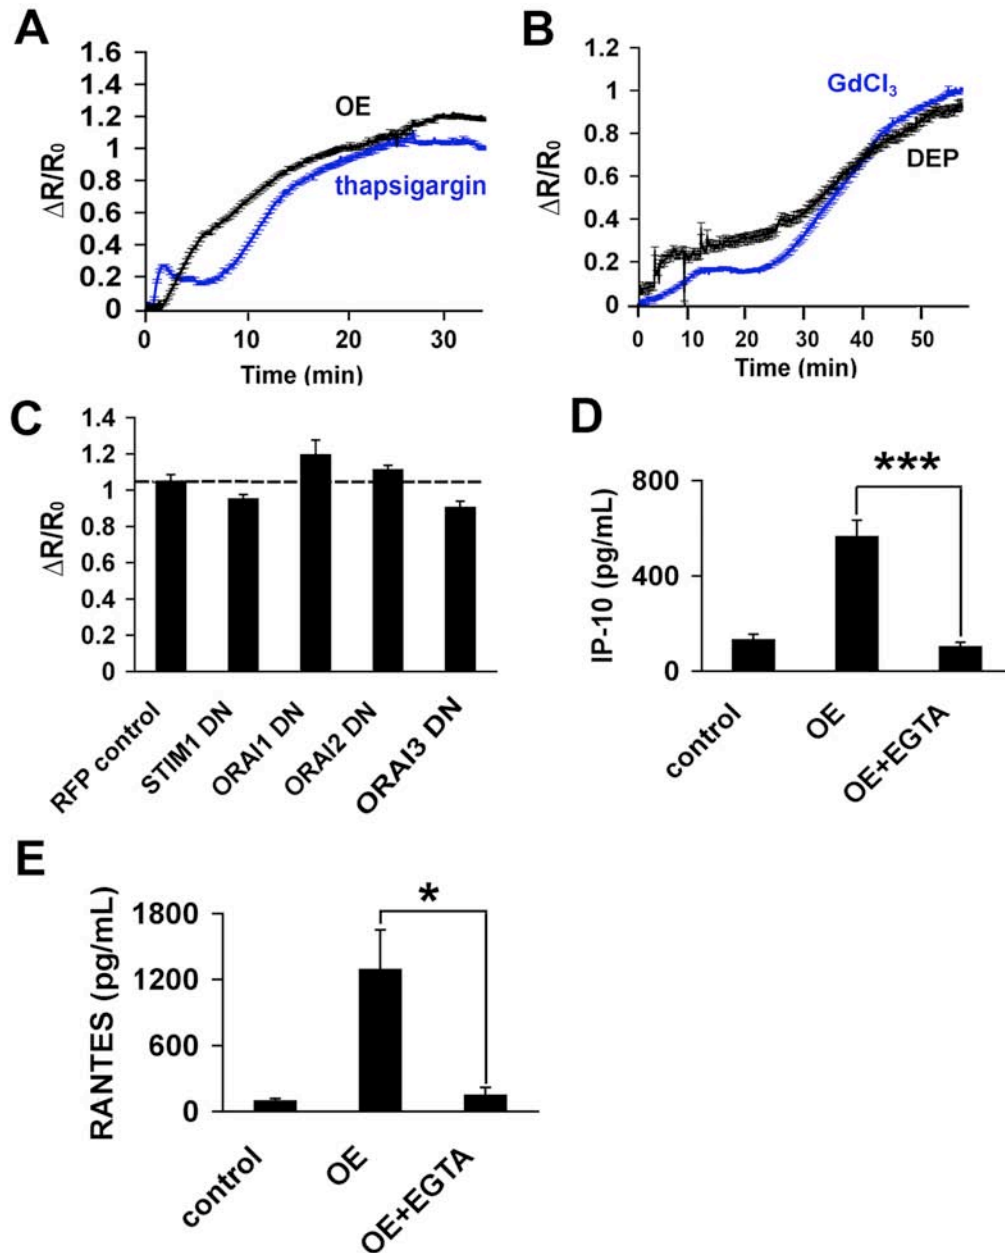 A
1.6
1.4
1.2
1
0.8
0.6
0.4
0.2
0
ΔR/R₀
OE
thapsigargin
0
10
20
30
Time (min)
B
1.2
1
0.8
0.6
0.4
0.2
0
ΔR/R₀
GdCl₃
DEP
0
10
20
30
40
50
Time (min)
C
1.4
1.2
1
0.8
0.6
0.4
0.2
0
ΔR/R₀
RFP control
STIM1 DN
ORAI1 DN
ORAI2 DN
ORAI3 DN
D
***
800
400
0
IP-10 (pg/mL)
control
OE
OE+EGTA
E
*
1800
1200
600
0
RANTES (pg/mL)
control
OE
OE+EGTA